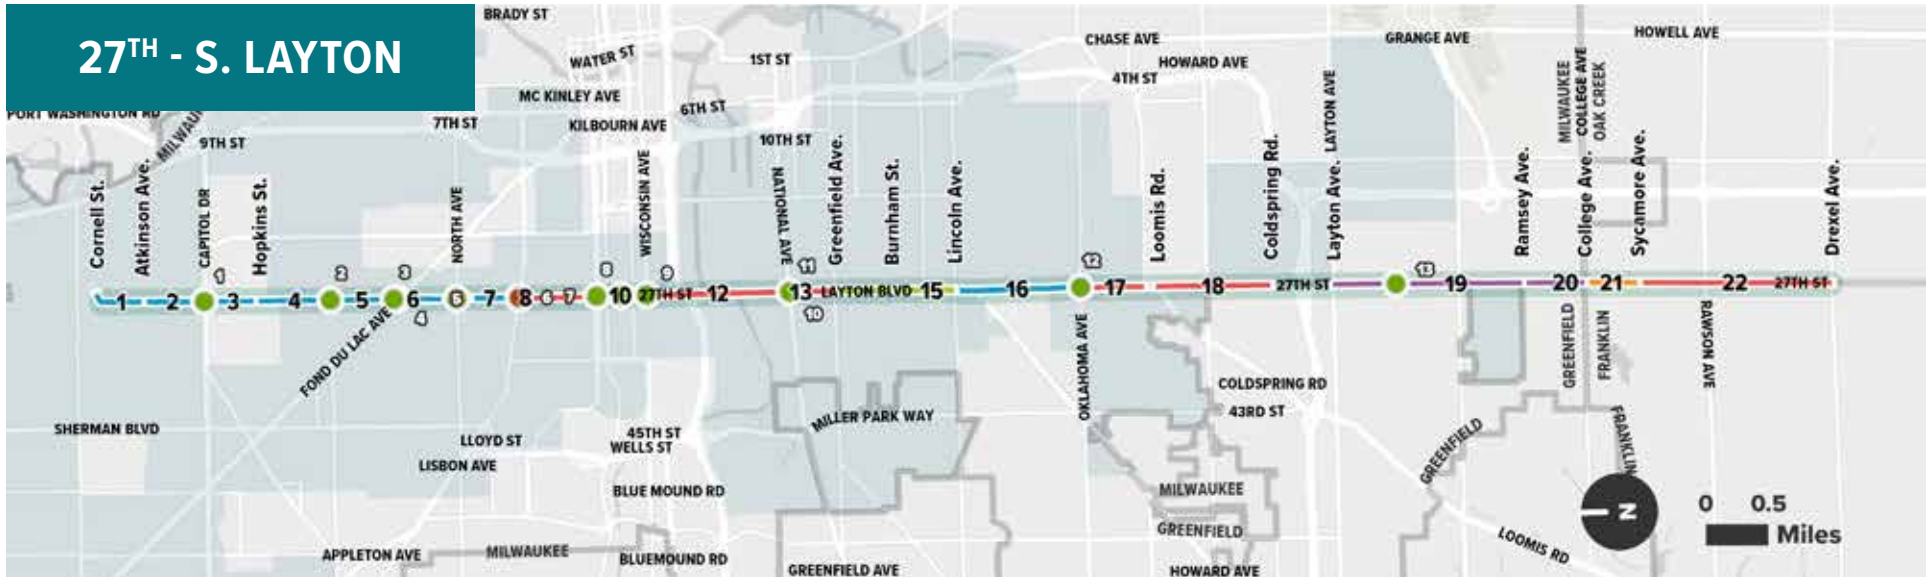 27TH - S. LAYTON
BRADY ST
WATER ST
1ST ST
MC KINLEY AVE
6TH ST
7TH ST
KILBOURN AVE
10TH ST
PORT WASHINGTON RD
9TH ST
CHASE AVE
HOWARD AVE
4TH ST
GRANGE AVE
HOWELL AVE
MILWAUKEE
COLLEGE AVE
OAK CREEK
LAYTON AVE
Cornell St.
Atkinson Ave.
CAPITOL DR
Hopkins St.
NORTH AVE
WISCONSIN AVE
NATIONAL AVE
Greenfield Ave.
Burnham St.
Lincoln Ave.
Loomis Rd.
Coldspring Rd.
Layton Ave.
Ramsey Ave.
College Ave.
Sycamore Ave.
Drexel Ave.
1 2 3 4 5 6 7 8 10 27TH ST 12 13 LAYTON BLVD 15 16 17 18 27TH ST 19 20 21 22 27TH ST
FOND DU LAC AVE
OKLAHOMA AVE
GREENFIELD
FRANKLIN
RAWSON AVE
COLDSPRING RD
43RD ST
SHERMAN BLVD
LLOYD ST
LISBON AVE
45TH ST
WELLS ST
MILLER PARK WAY
GREENFIELD
FRANKLIN
BLUE MOUND RD
MILWAUKEE
GREENFIELD
APPLETON AVE
MILWAUKEE
BLUEMOUND RD
GREENFIELD AVE
HOWARD AVE
LOOMIS RD
N
0 0.5
Miles